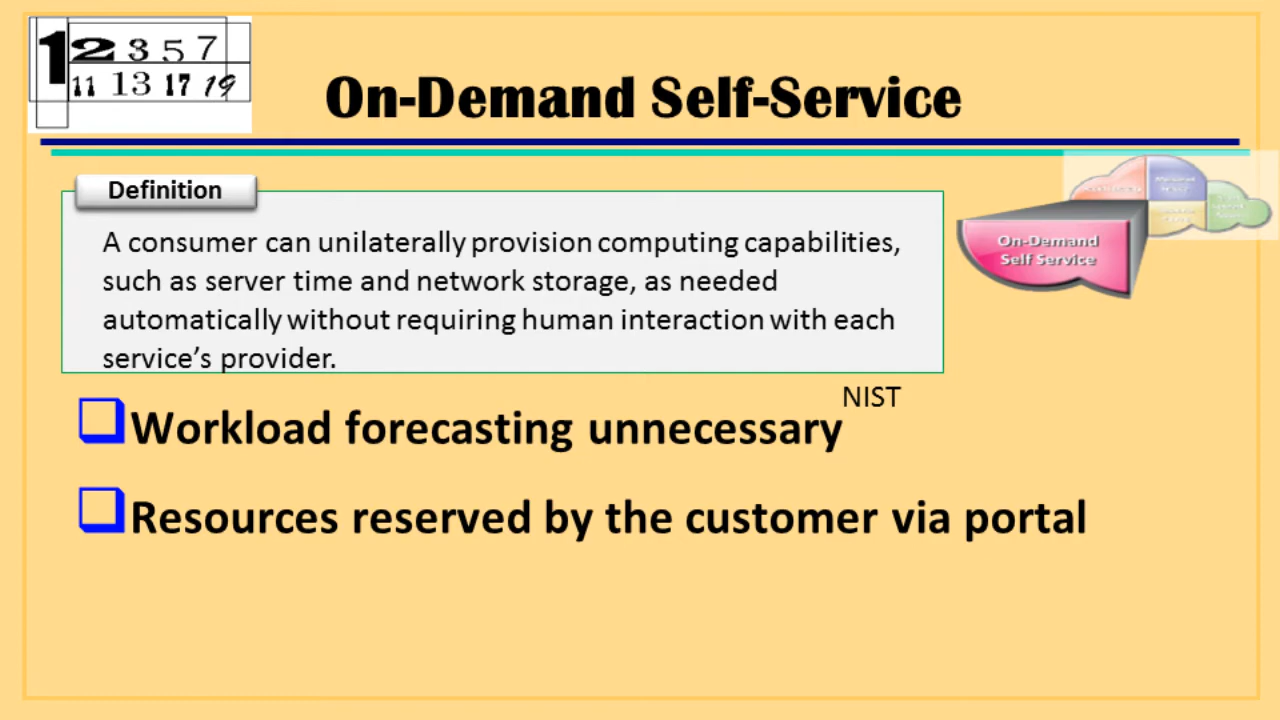 1 2 3 5 7
11 13 17 19
On-Demand Self-Service
Definition
A consumer can unilaterally provision computing capabilities,
such as server time and network storage, as needed
automatically without requiring human interaction with each
service’s provider.
On-Demand
Self Service
NIST
Workload forecasting unnecessary
Resources reserved by the customer via portal